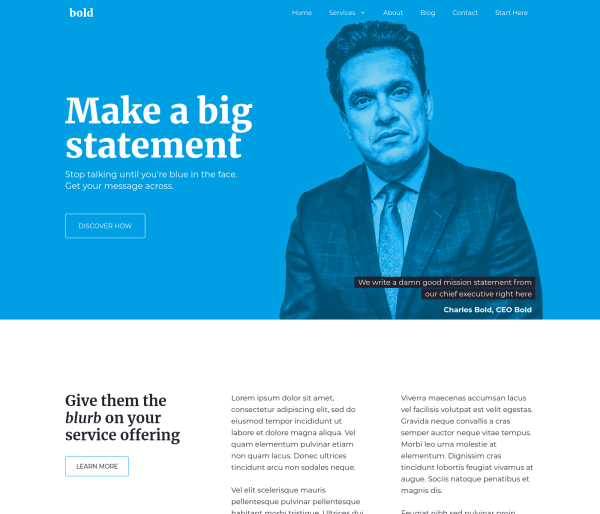 bold
Home Services About Blog Contact Start Here
Make a big
statement
Stop talking until you're blue in the face.
Get your message across.
DISCOVER HOW
We write a damn good mission statement from
our chief executive right here
Charles Bold, CEO Bold
Give them the
blurb on your
service offering
LEARN MORE
Lorem ipsum dolor sit amet,
consectetur adipiscing elit, sed do
eiusmod tempor incididunt ut
labore et dolore magna aliqua. Vel
quam elementum pulvinar etiam
non quam lacus. Donec ultrices
tincidunt arcu non sodales neque.
Vel elit scelerisque mauris
pellentesque pulvinar pellentesque
habitant morbi tristique. Ultrices dui
Viverra maecenas accumsan lacus
vel facilisis volutpat est velit egestas.
Gravida neque convallis a cras
semper auctor neque vitae tempus.
Morbi leo urna molestie at
elementum. Dignissim cras
tincidunt lobortis feugiat vivamus at
augue. Sociis natoque penatibus et
magnis dis.
Feugiat nibh sed pulvinar proin